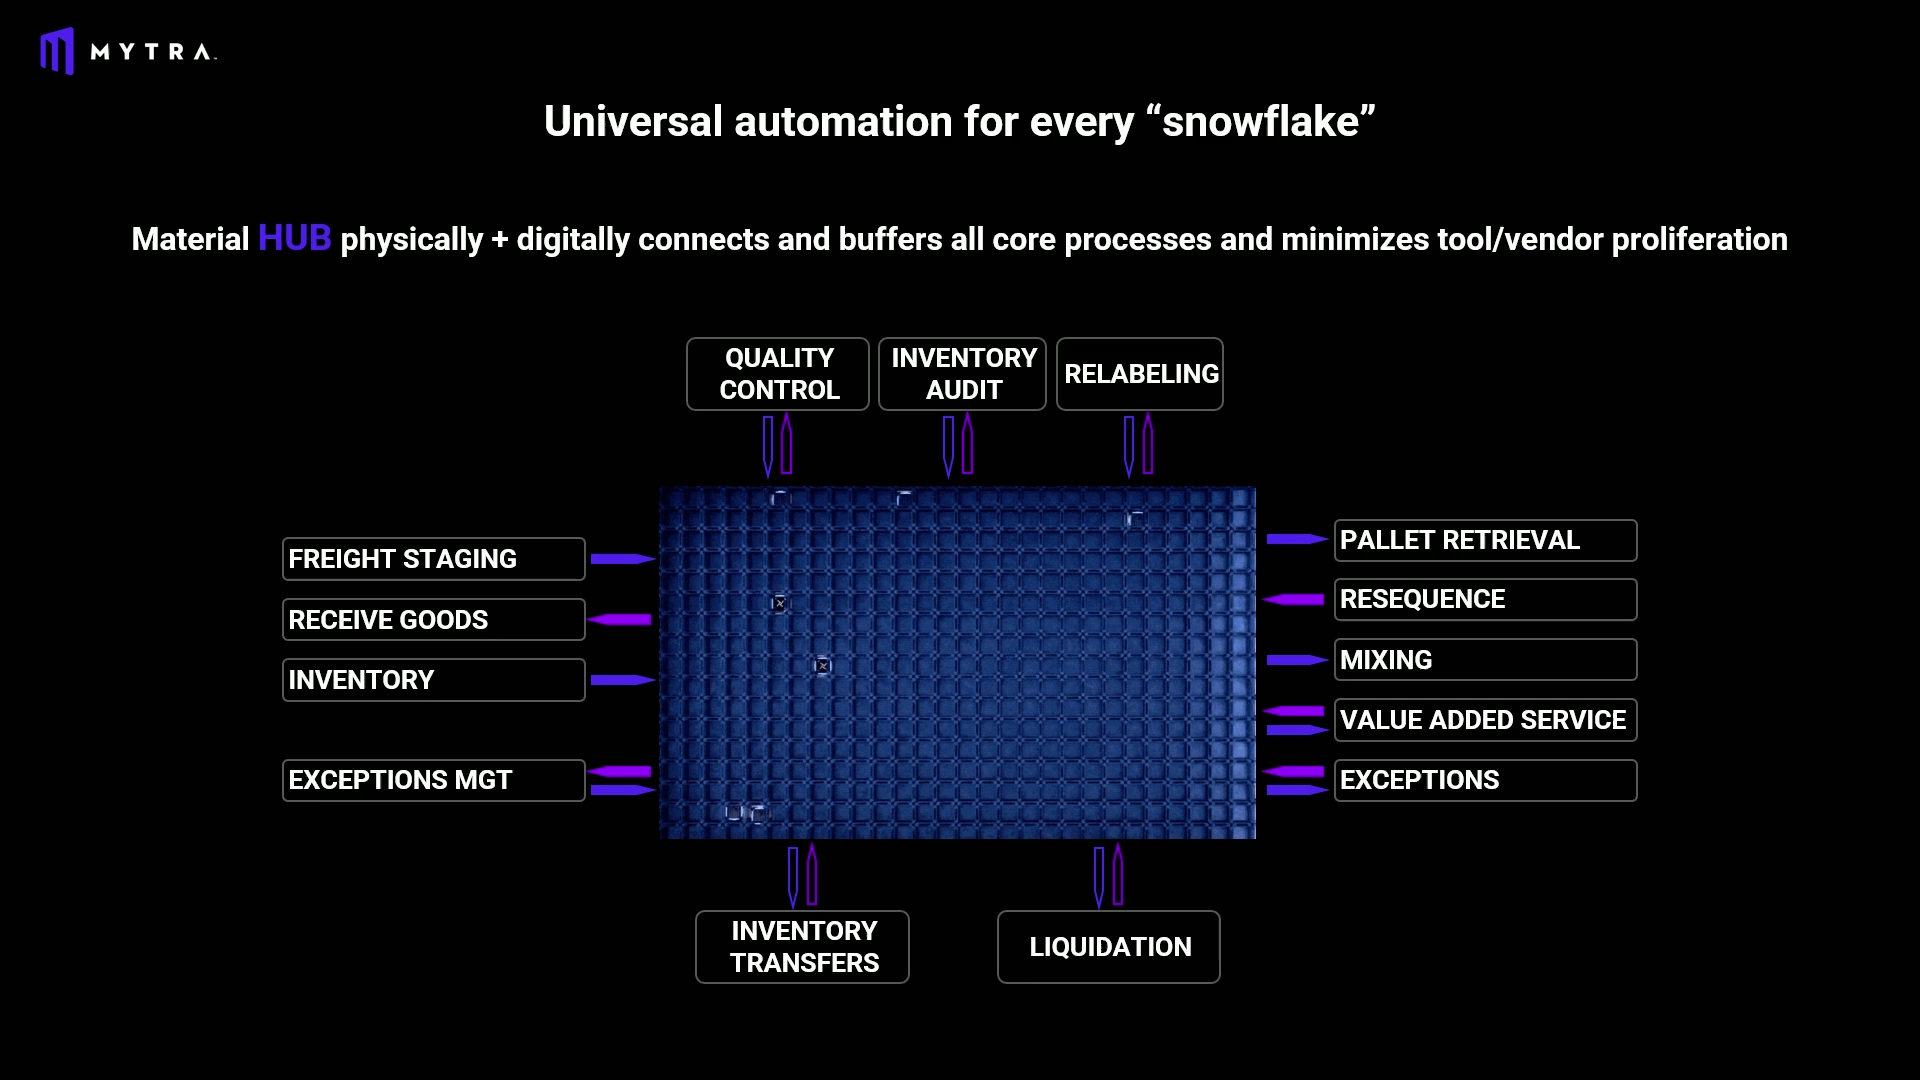 MYTRA
Universal automation for every “snowflake”
Material HUB physically + digitally connects and buffers all core processes and minimizes tool/vendor proliferation
QUALITY
CONTROL
INVENTORY
AUDIT
RELABELING
FREIGHT STAGING
RECEIVE GOODS
INVENTORY
EXCEPTIONS MGT
PALLET RETRIEVAL
RESEQUENCE
MIXING
VALUE ADDED SERVICE
EXCEPTIONS
INVENTORY
TRANSFERS
LIQUIDATION